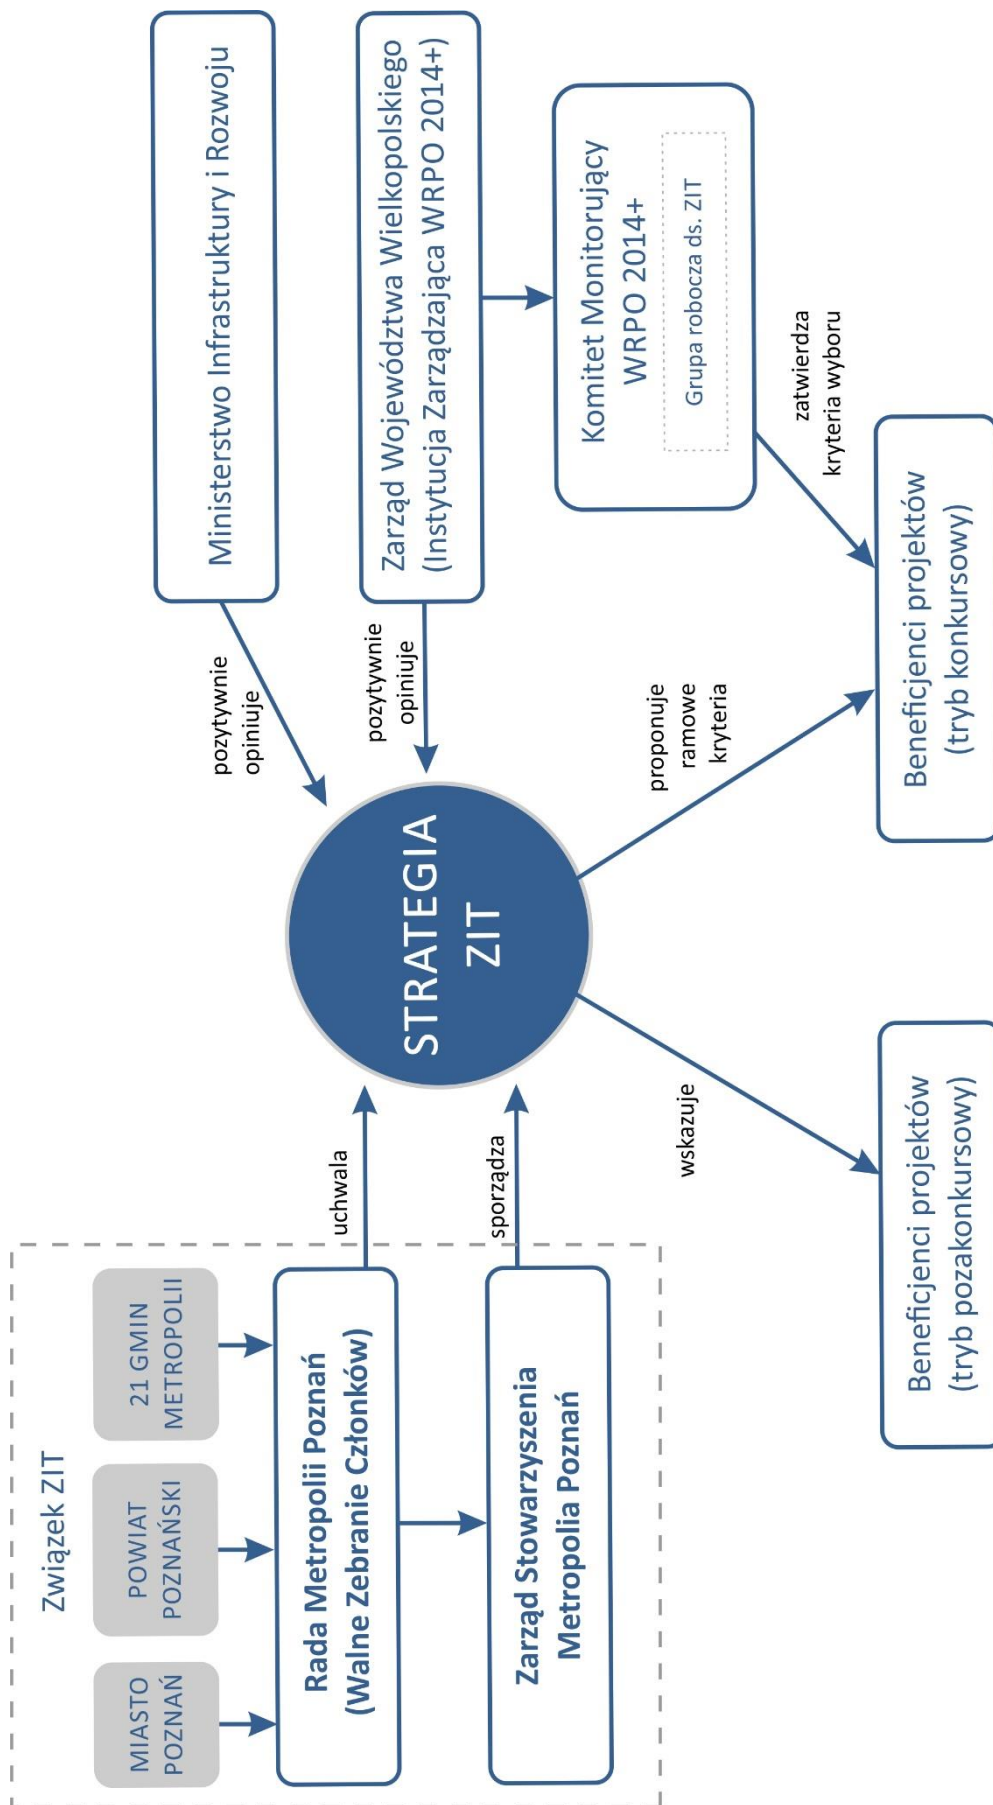 Związek ZIT
MIASTO
POZNAŃ
POWIAT
POZNAŃSKI
21 GMIN
METROPOLII
Rada Metropolii Poznań
(Walne Zebranie Członków)
Zarząd Stowarzyszenia
Metropolia Poznań
uchwala
sporządza
STRATEGIA
ZIT
pozytywnie
opiniuje
pozytywnie
opiniuje
Ministerstwo Infrastruktury i Rozwoju
Zarząd Województwa Wielkopolskiego
(Instytucja Zarządzająca WRPO 2014+)
Komitet Monitorujący
WRPO 2014+
Grupa robocza ds. ZIT
wskazuje
proponuje
ramowe
kryteria
zatwierdza
kryteria wyboru
Beneficjenci projektów
(tryb pozakonkursowy)
Beneficjenci projektów
(tryb konkursowy)